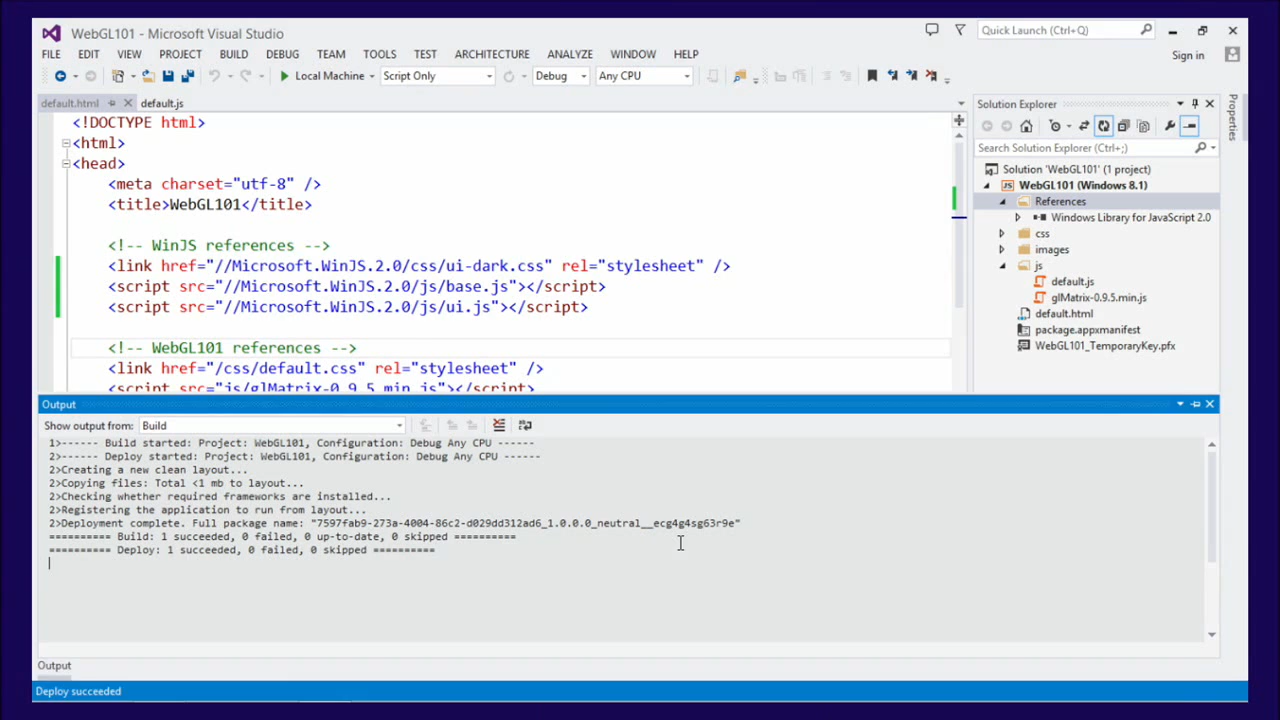 WebGL101 - Microsoft Visual Studio
Quick Launch (Ctrl+Q)
FILE EDIT VIEW PROJECT BUILD DEBUG TEAM TOOLS TEST ARCHITECTURE ANALYZE WINDOW HELP
Sign in
Local Machine Script Only Debug Any CPU
default.html default.js
<!DOCTYPE html>
<html>
<head>
<meta charset="utf-8" />
<title>WebGL101</title>
<!-- WinJS references -->
<link href="//Microsoft.WinJS.2.0/css/ui-dark.css" rel="stylesheet" />
<script src="//Microsoft.WinJS.2.0/js/base.js"></script>
<script src="//Microsoft.WinJS.2.0/js/ui.js"></script>
<!-- WebGL101 references -->
<link href="/css/default.css" rel="stylesheet" />
<script src="js/glMatrix-0.9.5.min.js"></script>
Solution Explorer
Search Solution Explorer (Ctrl+;)
Solution 'WebGL101' (1 project)
JS WebGL101 (Windows 8.1)
References
Windows Library for JavaScript 2.0
css
images
js
default.js
glMatrix-0.9.5.min.js
default.html
package.appxmanifest
WebGL101_TemporaryKey.pfx
Properties
Output
Show output from: Build
1>------ Build started: Project: WebGL101, Configuration: Debug Any CPU ------
2>------ Deploy started: Project: WebGL101, Configuration: Debug Any CPU ------
2>Creating a new clean layout...
2>Copying files: Total <1 mb to layout...
2>Checking whether required frameworks are installed...
2>Registering the application to run from layout...
2>Deployment complete. Full package name: "7597fab9-273a-4004-86c2-d029dd312ad6_1.0.0.0_neutral__ecg4g4sg63r9e"
========== Build: 1 succeeded, 0 failed, 0 up-to-date, 0 skipped ==========
========== Deploy: 1 succeeded, 0 failed, 0 skipped ==========
Output
Deploy succeeded